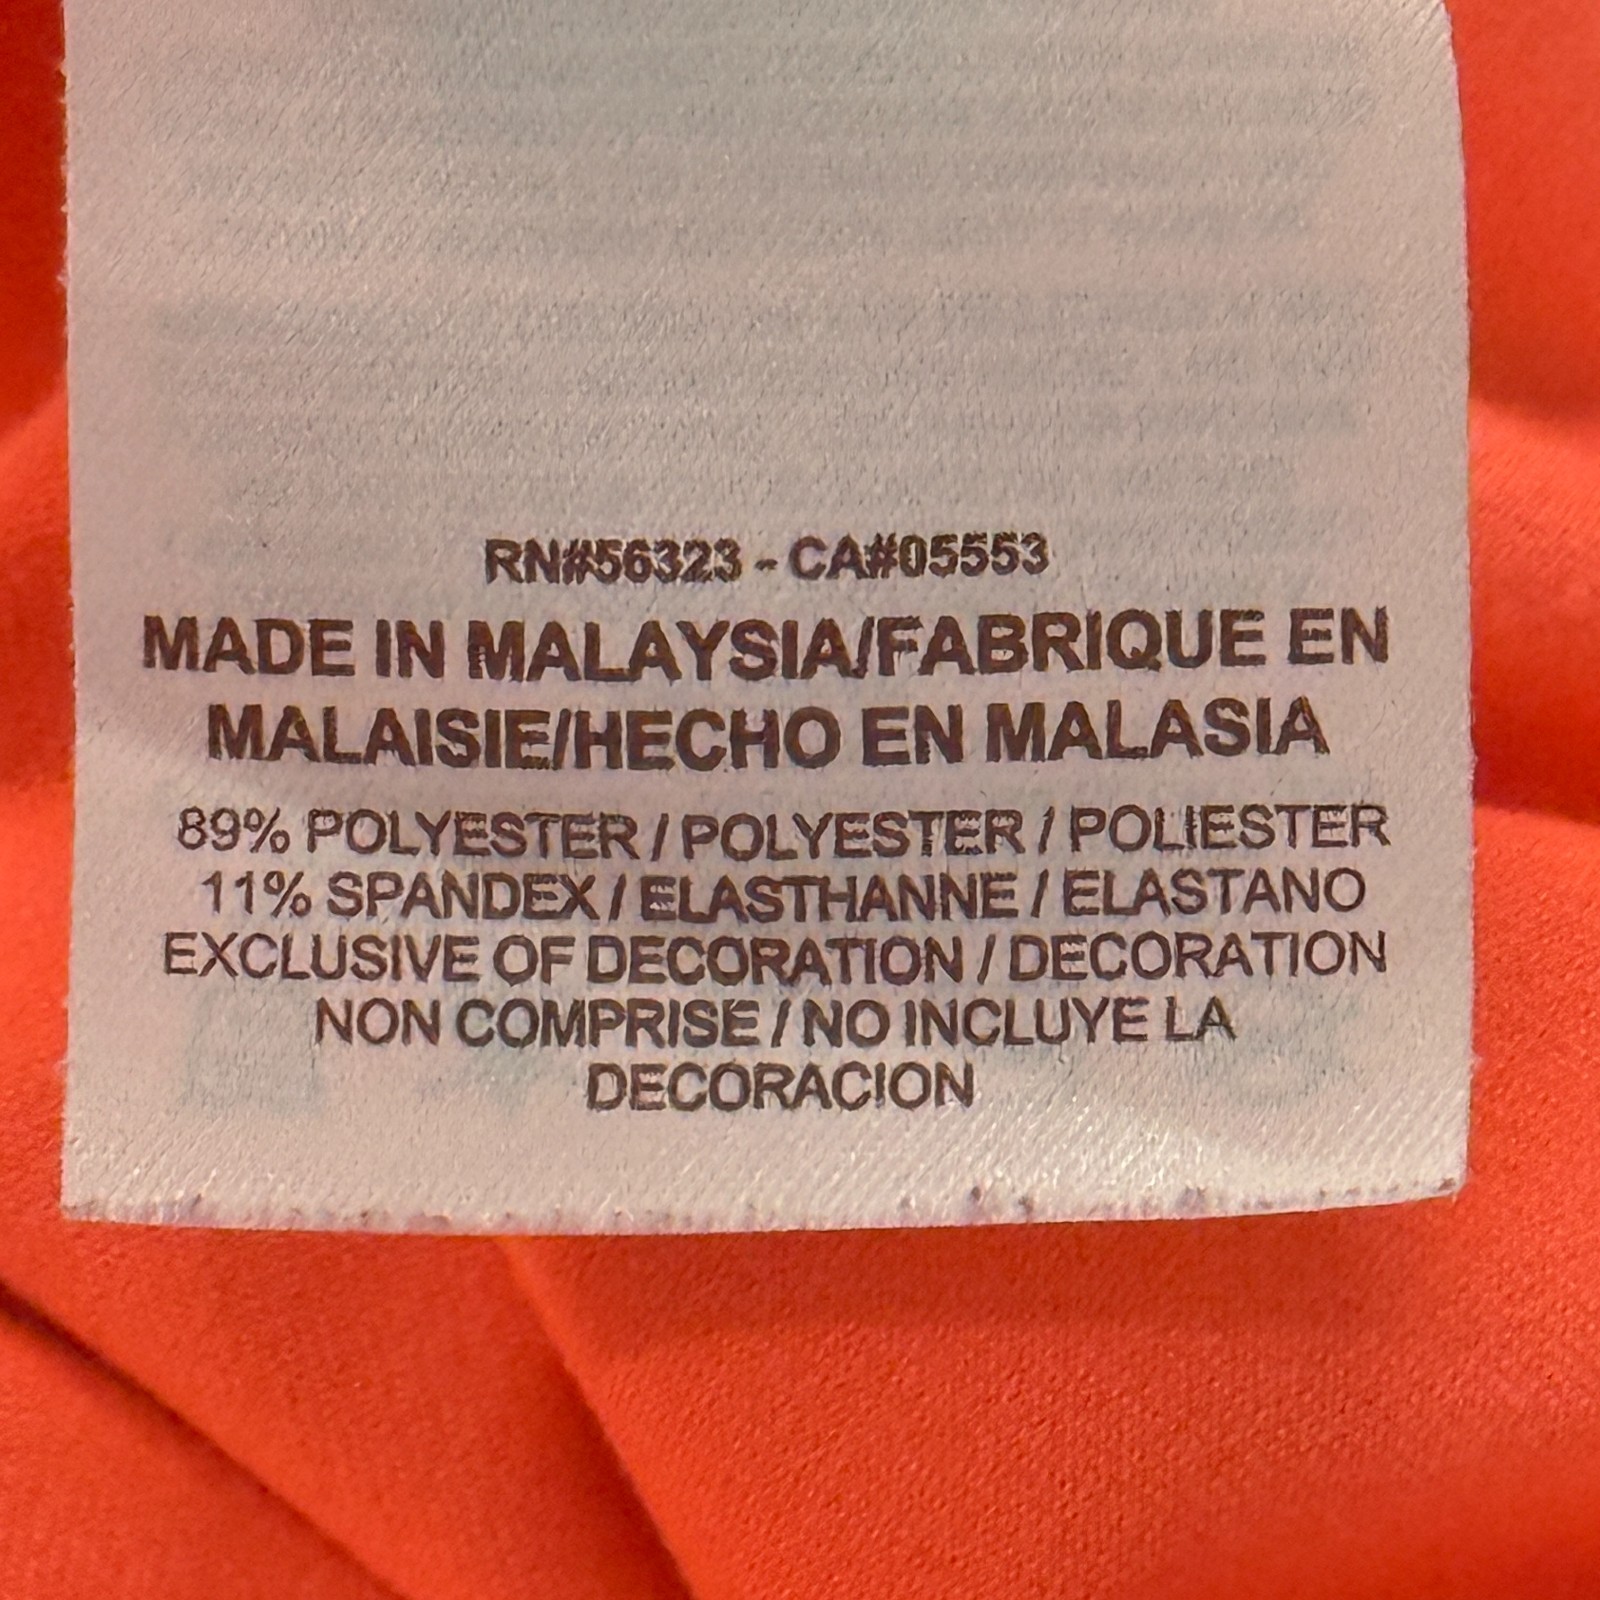 RN#56323 - CA#05553
MADE IN MALAYSIA/FABRIQUE EN
MALAISIE/HECHO EN MALASIA
89% POLYESTER / POLYESTER / POLIESTER
11% SPANDEX / ELASTHANNE / ELASTANO
EXCLUSIVE OF DECORATION / DECORATION
NON COMPRISE / NO INCLUYE LA
DECORACION